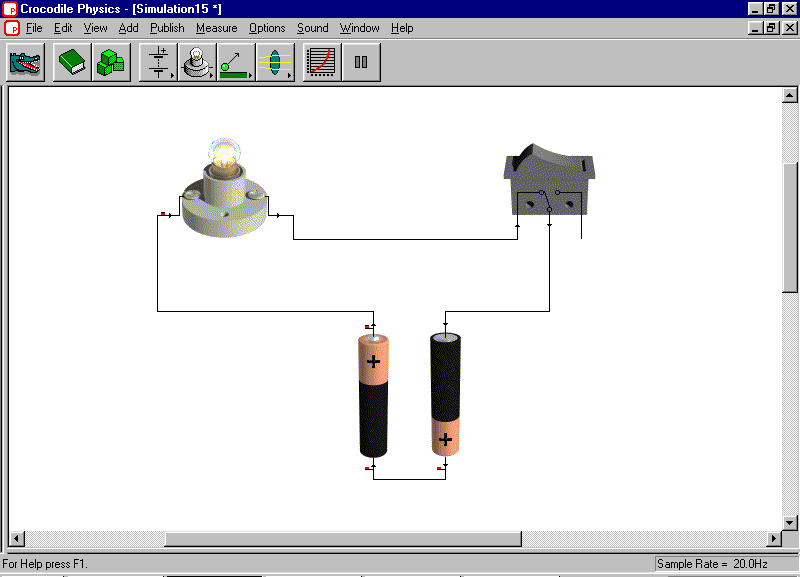 Crocodile Physics - [Simulation15 *]
File Edit View Add Publish Measure Options Sound Window Help
+
+
For Help press F1.
Sample Rate = 20.0Hz